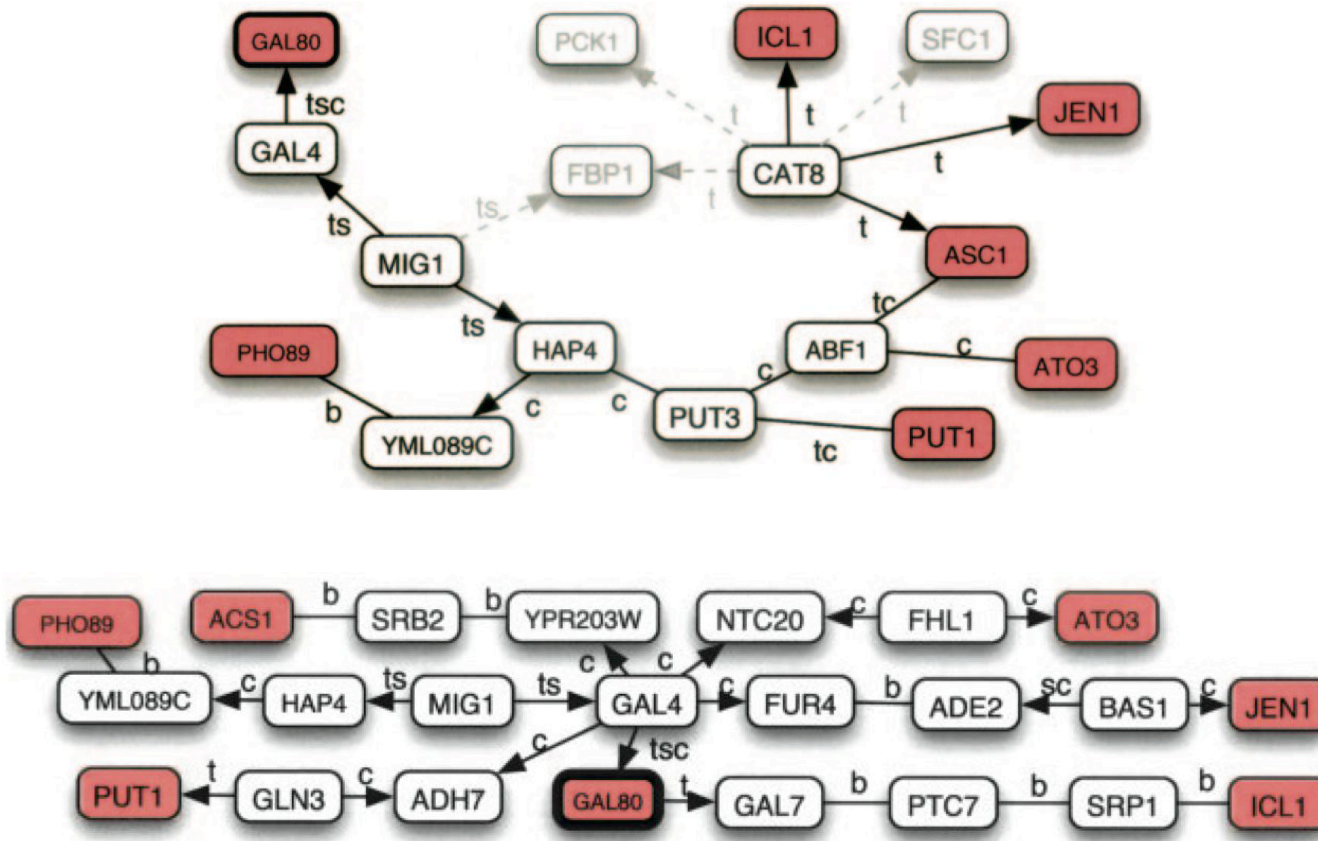 GAL80
PCK1
ICL1
SFC1
tsc
t
t
t
JEN1
GAL4
FBP1
t
CAT8
t
ts
ts
t
MIG1
ASC1
ts
tc
PHO89
HAP4
ABF1
c
ATO3
b
c
c
c
PUT3
YML089C
tc
PUT1
PHO89
ACS1
b
SRB2
b
YPR203W
NTC20
c
FHL1
c
ATO3
b
c
c
YML089C
c
HAP4
ts
MIG1
ts
GAL4
c
FUR4
b
ADE2
sc
BAS1
c
JEN1
c
tsc
PUT1
t
GLN3
c
ADH7
GAL80
t
GAL7
b
PTC7
b
SRP1
b
ICL1